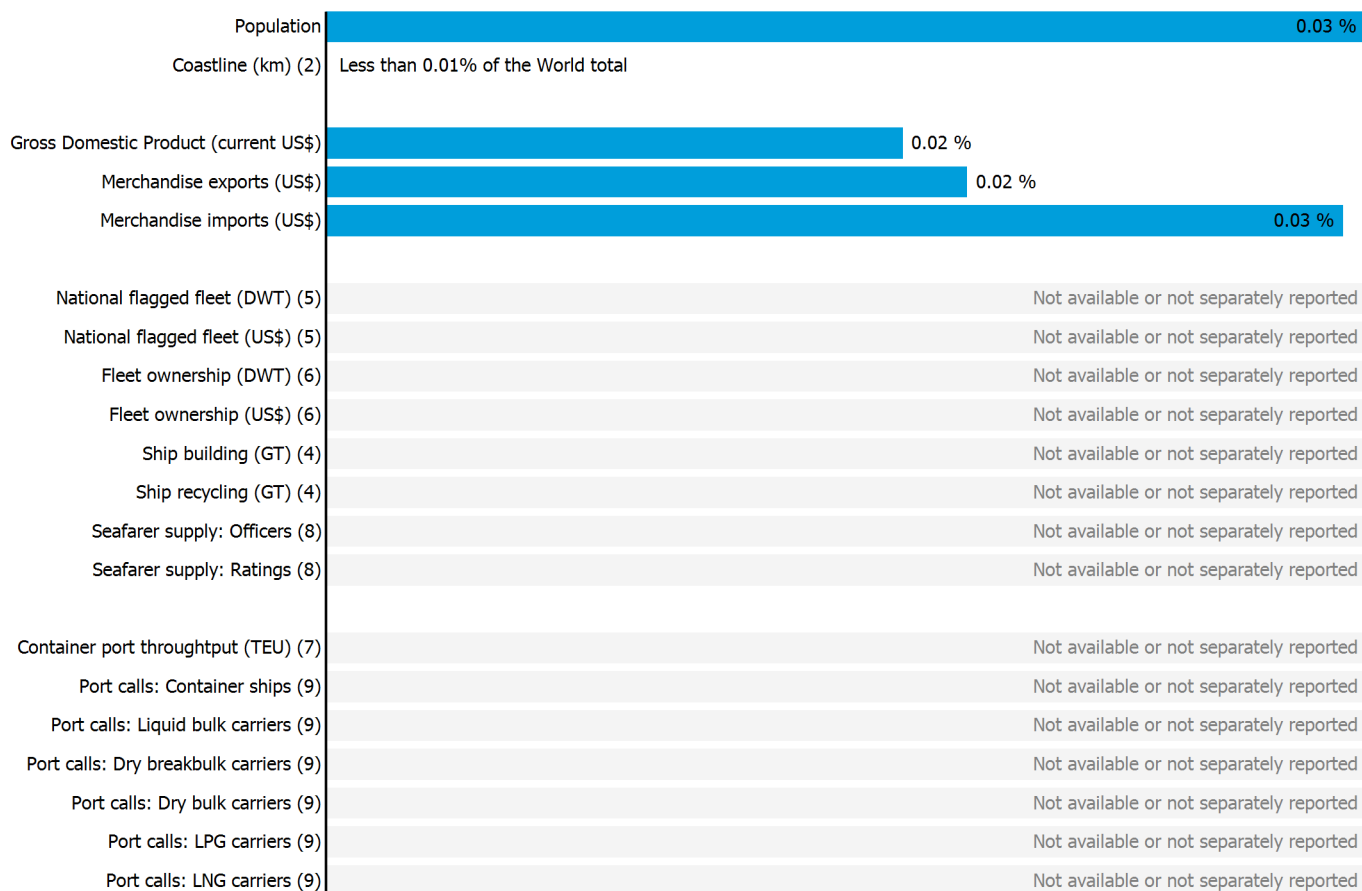 Population 0.03 %
Coastline (km) (2) Less than 0.01% of the World total
Gross Domestic Product (current US$) 0.02 %
Merchandise exports (US$) 0.02 %
Merchandise imports (US$) 0.03 %
National flagged fleet (DWT) (5) Not available or not separately reported
National flagged fleet (US$) (5) Not available or not separately reported
Fleet ownership (DWT) (6) Not available or not separately reported
Fleet ownership (US$) (6) Not available or not separately reported
Ship building (GT) (4) Not available or not separately reported
Ship recycling (GT) (4) Not available or not separately reported
Seafarer supply: Officers (8) Not available or not separately reported
Seafarer supply: Ratings (8) Not available or not separately reported
Container port throughtput (TEU) (7) Not available or not separately reported
Port calls: Container ships (9) Not available or not separately reported
Port calls: Liquid bulk carriers (9) Not available or not separately reported
Port calls: Dry breakbulk carriers (9) Not available or not separately reported
Port calls: Dry bulk carriers (9) Not available or not separately reported
Port calls: LPG carriers (9) Not available or not separately reported
Port calls: LNG carriers (9) Not available or not separately reported